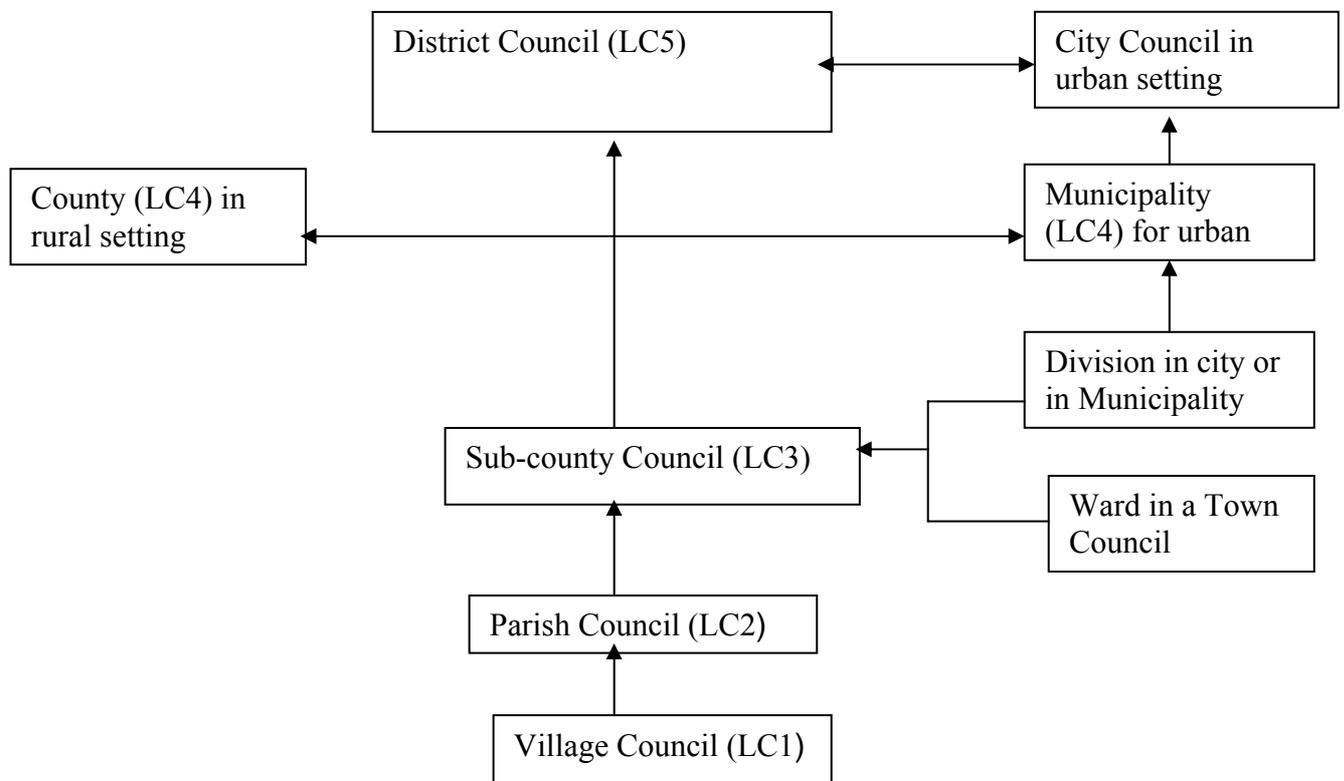 District Council (LC5)
City Council in
urban setting
County (LC4) in
rural setting
Municipality
(LC4) for urban
Division in city or
in Municipality
Sub-county Council (LC3)
Ward in a Town
Council
Parish Council (LC2)
Village Council (LC1)